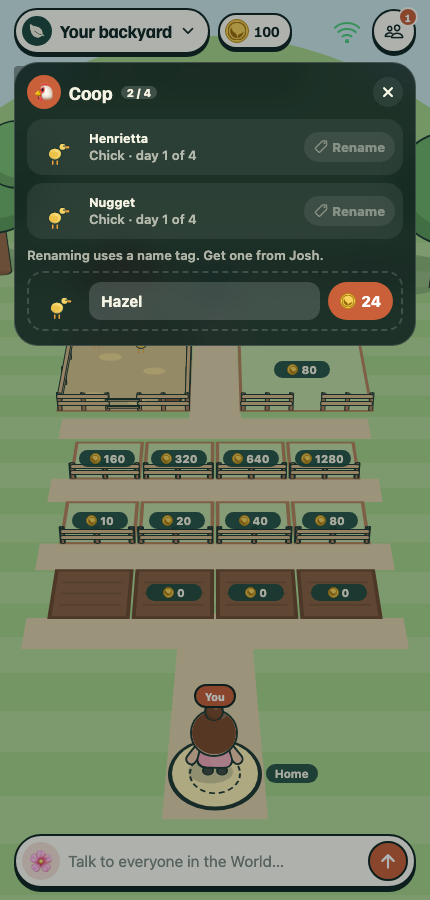 Your backyard
100
1
Coop 2 / 4
Henrietta
Chick · day 1 of 4
Rename
Nugget
Chick · day 1 of 4
Rename
Renaming uses a name tag. Get one from Josh.
Hazel
24
80
160 320 640 1280
10 20 40 80
0 0 0
You
Home
Talk to everyone in the World...